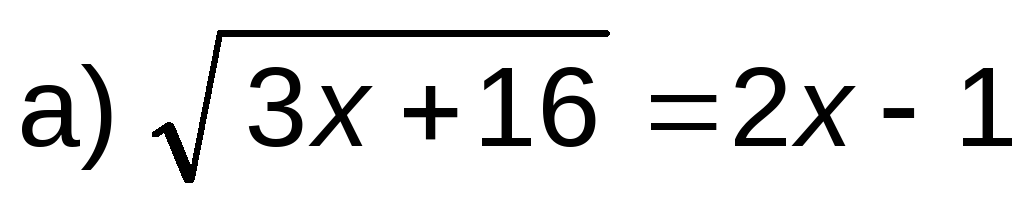 а) √3x + 16 = 2x - 1